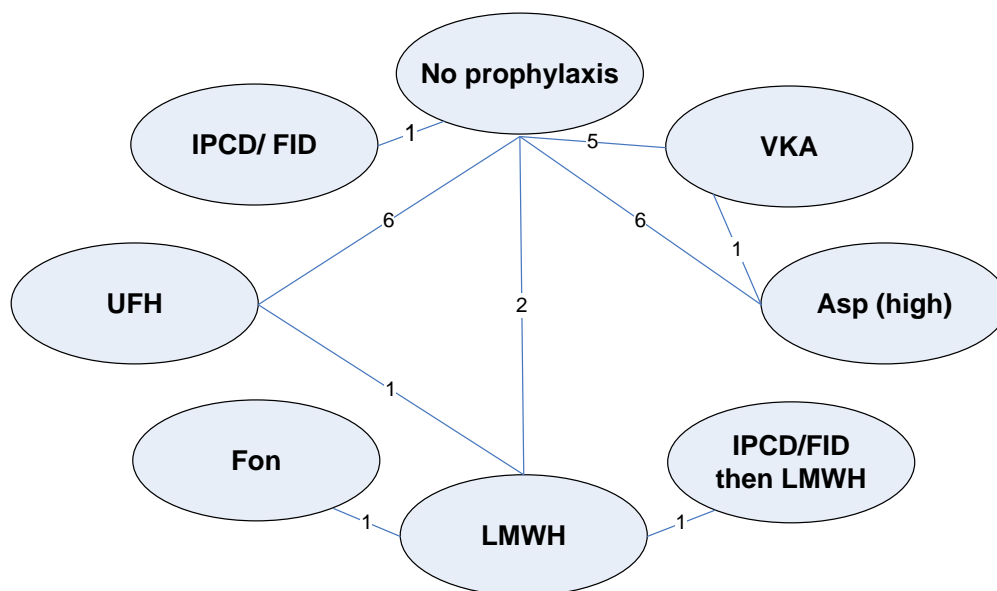 No prophylaxis
IPCD/ FID
1
5
VKA
6
6
1
UFH
2
Asp (high)
1
Fon
IPCD/FID
then LMWH
1
LMWH
1